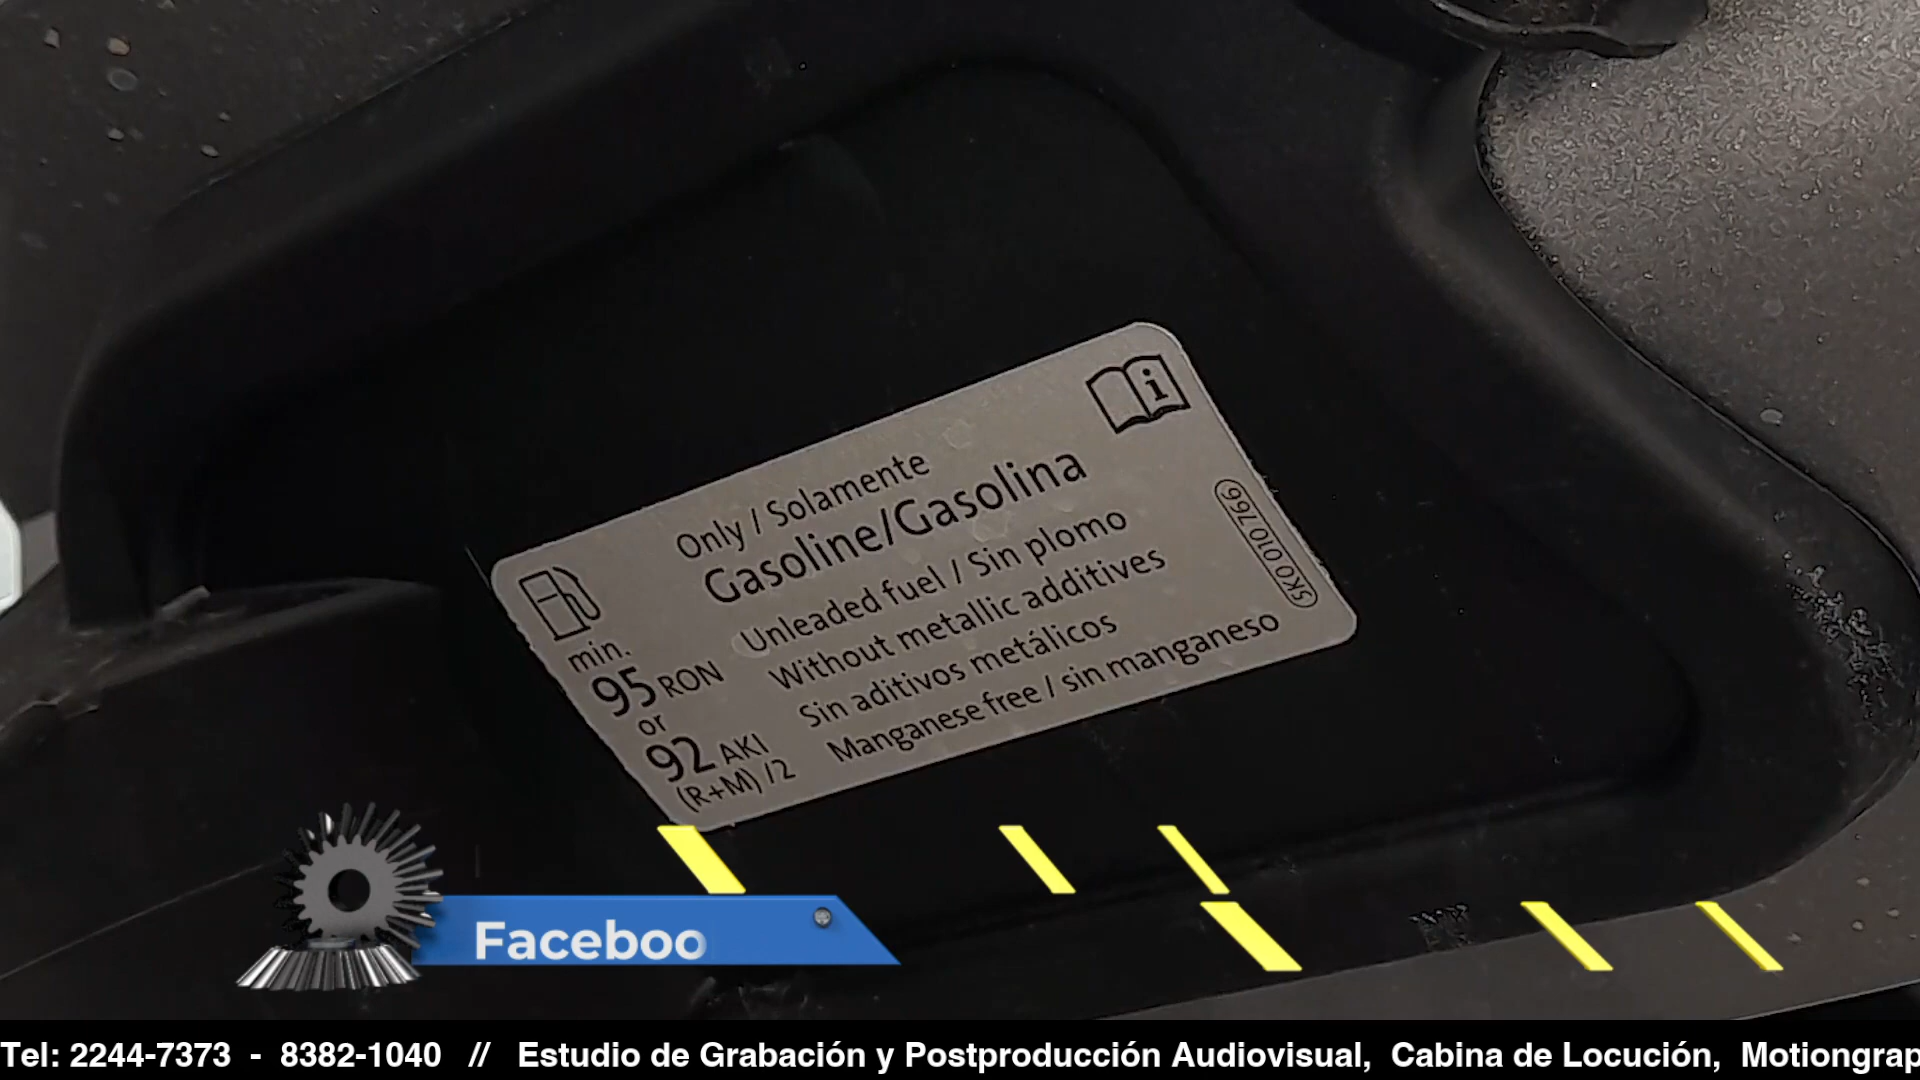 Only / Solamente
Gasoline/Gasolina
Unleaded fuel / Sin plomo
Without metallic additives
Sin aditivos metálicos
Manganese free / sin manganeso
min.
95 RON
or
92 AKI
(R+M) /2
5K0 010 766
Faceboo
Tel: 2244-7373 - 8382-1040 // Estudio de Grabación y Postproducción Audiovisual, Cabina de Locución, Motiongrap